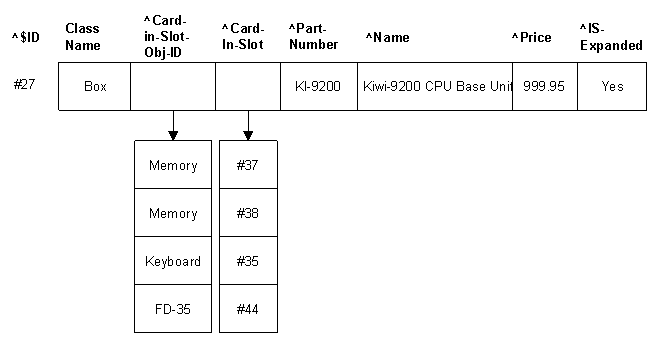 ^$ID Class Name ^Card-in-Slot-Obj-ID ^Card-In-Slot ^Part-Number ^Name ^Price ^IS-Expanded
#27 Box KI-9200 Kiwi-9200 CPU Base Unit 999.95 Yes
Memory #37
Memory #38
Keyboard #35
FD-35 #44